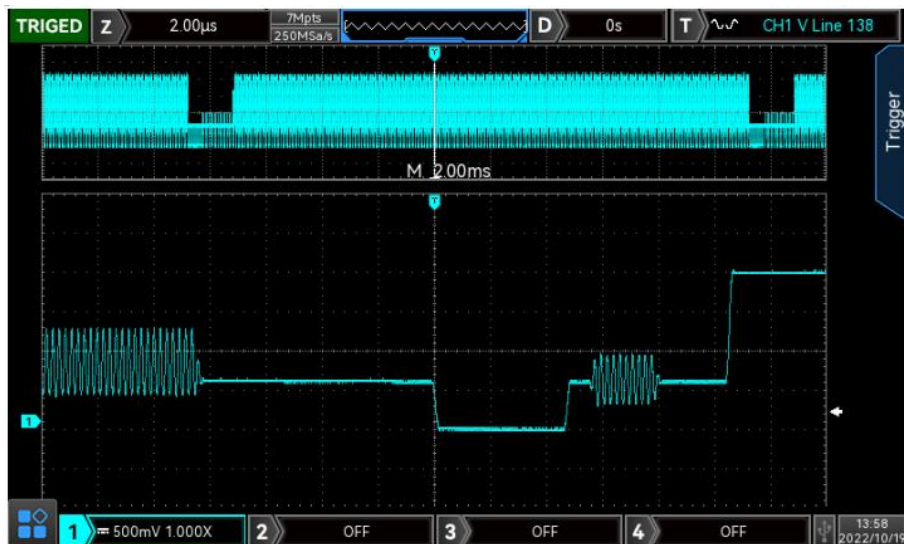 TRIGED Z 2.00μs 7Mpts D 0s T CH1 V Line 138
250MSa/s
T
Trigger
M 2.00ms
T
1
1 500mV 1.000X 2 OFF 3 OFF 4 OFF 13:58
2022/10/19